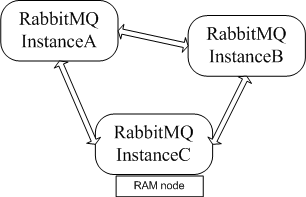 RabbitMQ
InstanceA
RabbitMQ
InstanceB
RabbitMQ
InstanceC
RAM node